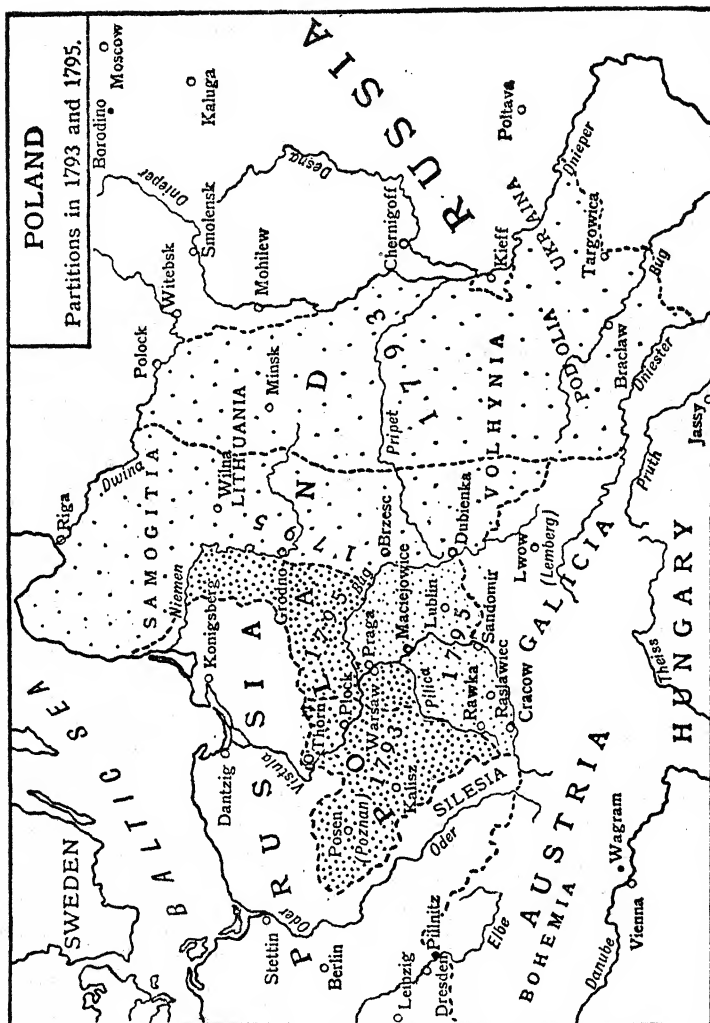 POLAND
Partitions in 1793 and 1795.
SWEDEN
BALTIC SEA
Riga
Dwina
Polock
Witebsk
Dnieper
Borodino
Moscow
Smolensk
Kaluga
SAMOGITIA
Niemen
Wilna
LITHUANIA
Minsk
Mohilew
Desna
RUSSIA
Dantzig
Konigsberg
Grodno
1795
1793
Chernigoff
Stettin
PRUSSIA
Vistula
Thorn
1795
POLAND
Oder
Berlin
Posen
(Poznan)
1793
Plock
Bug
Brzesc
Pripet
Kieff
Poltava
Warsaw
Praga
Kalisz
Maciejowice
Pilica
Lublin
Dubienka
VOLHYNIA
UKRAINA
Dnieper
Leipzig
Pillnitz
Dresden
Oder
SILESIA
Rawka
1795
Raslawiec
Sandomir
Cracow
Lwow
(Lemberg)
PODOLIA
Targowica
Elbe
GALICIA
Braclaw
Bug
Dniester
AUSTRIA
BOHEMIA
Danube
Vienna
Wagram
HUNGARY
Theiss
Pruth
Jassy